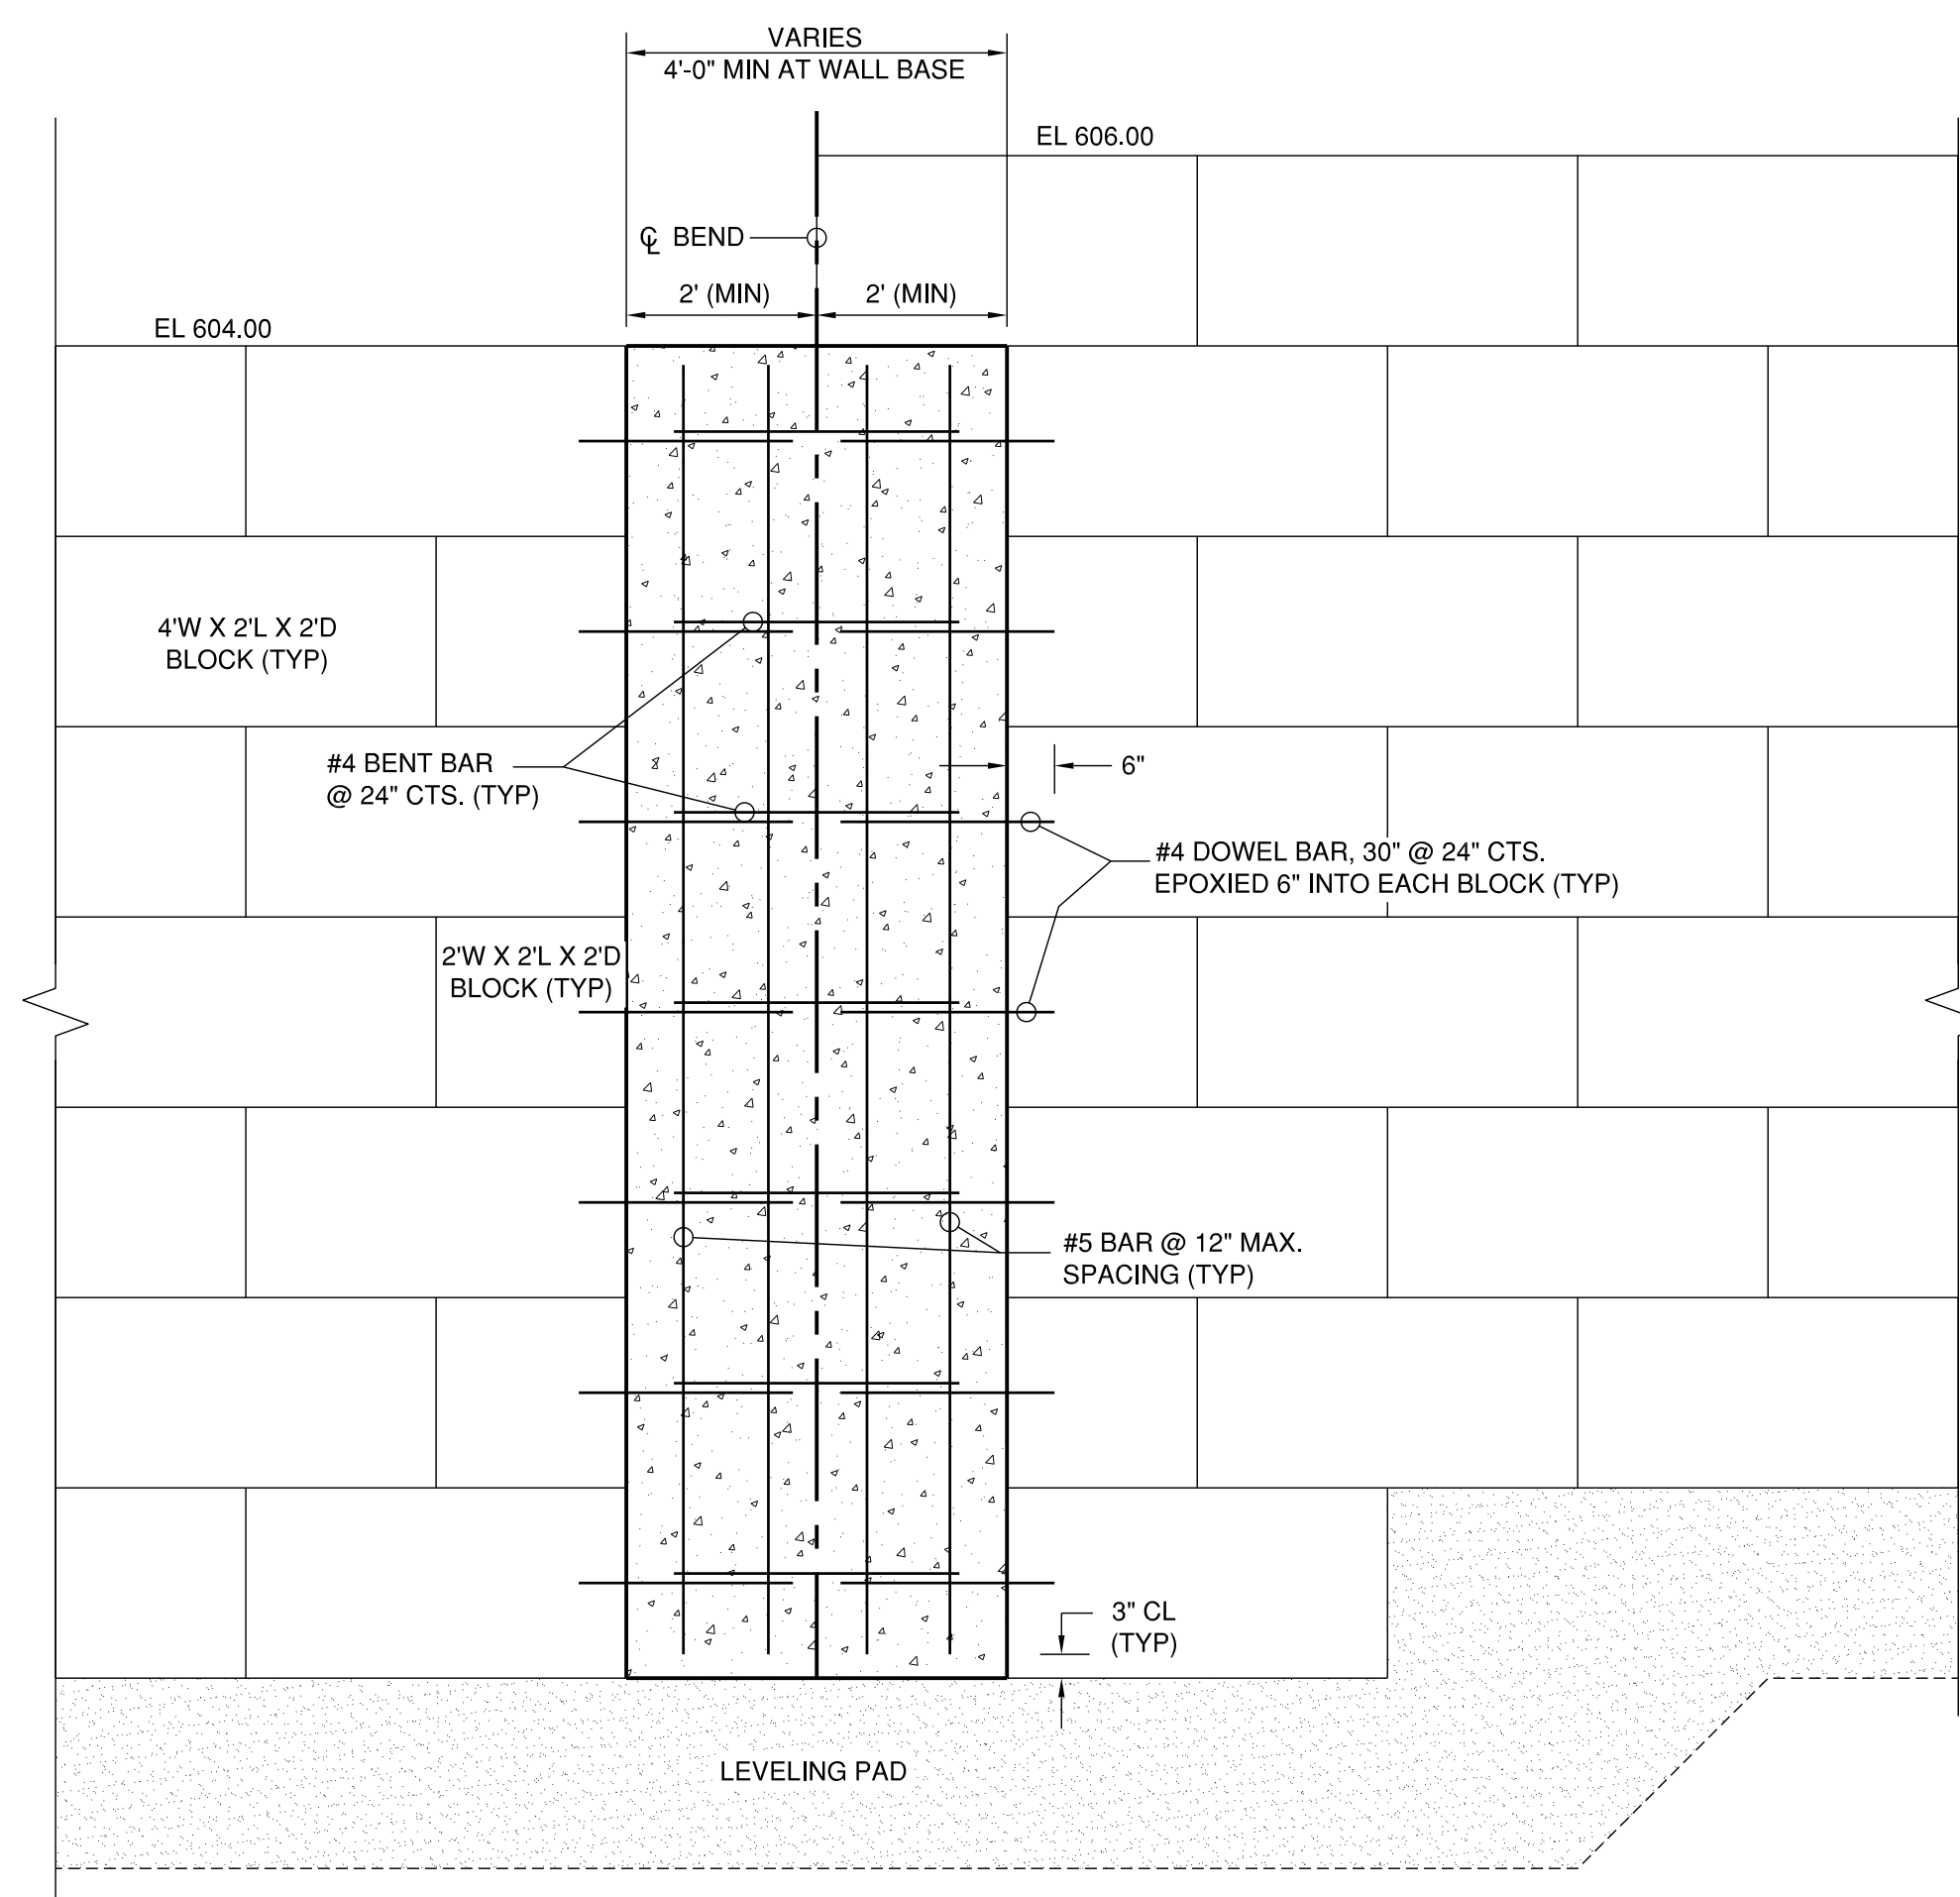 VARIES
4'-0" MIN AT WALL BASE
EL 606.00
℄ BEND
2' (MIN)
2' (MIN)
EL 604.00
4'W X 2'L X 2'D
BLOCK (TYP)
#4 BENT BAR
@ 24" CTS. (TYP)
6"
#4 DOWEL BAR, 30" @ 24" CTS.
EPOXIED 6" INTO EACH BLOCK (TYP)
2'W X 2'L X 2'D
BLOCK (TYP)
#5 BAR @ 12" MAX.
SPACING (TYP)
3" CL
(TYP)
LEVELING PAD